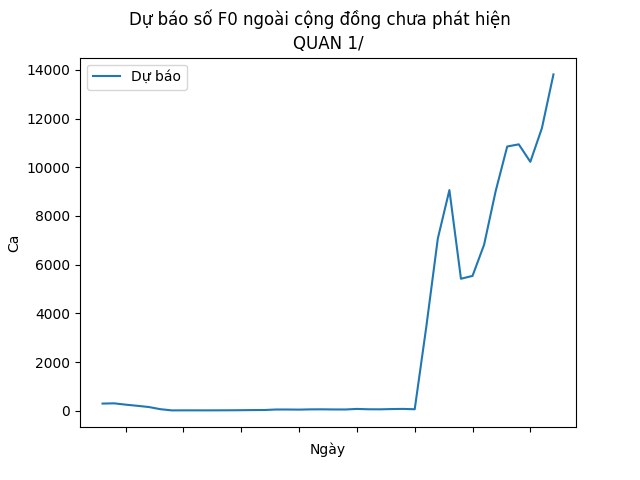 Dự báo số F0 ngoài cộng đồng chưa phát hiện
QUAN 1/
Dự báo
14000
12000
10000
8000
6000
4000
2000
0
Ca
Ngày